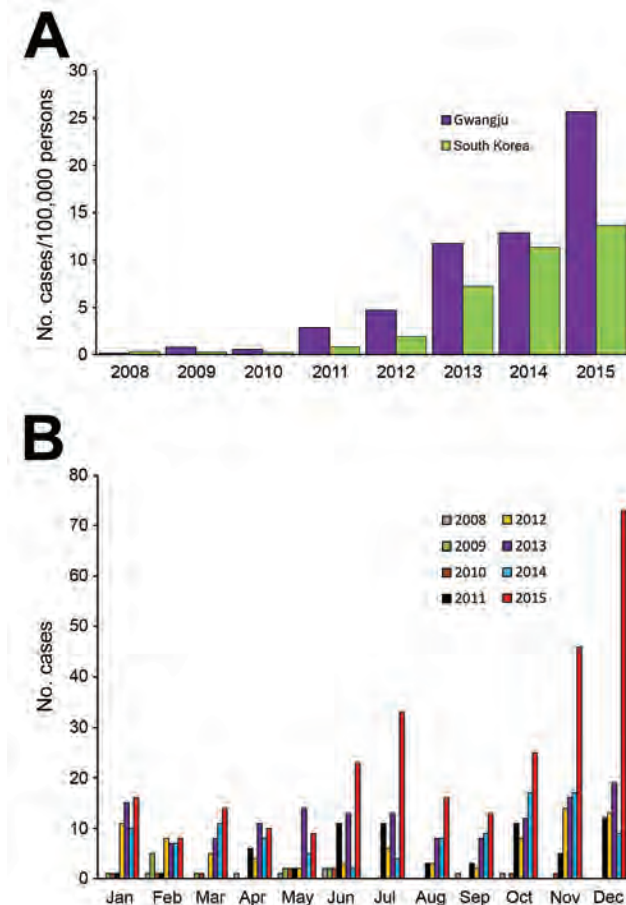 A
30
25
20
15
10
5
0
No. cases/100,000 persons
Gwangju
South Korea
2008 2009 2010 2011 2012 2013 2014 2015
B
80
70
60
50
40
30
20
10
0
No. cases
2008 2012
2009 2013
2010 2014
2011 2015
Jan Feb Mar Apr May Jun Jul Aug Sep Oct Nov Dec